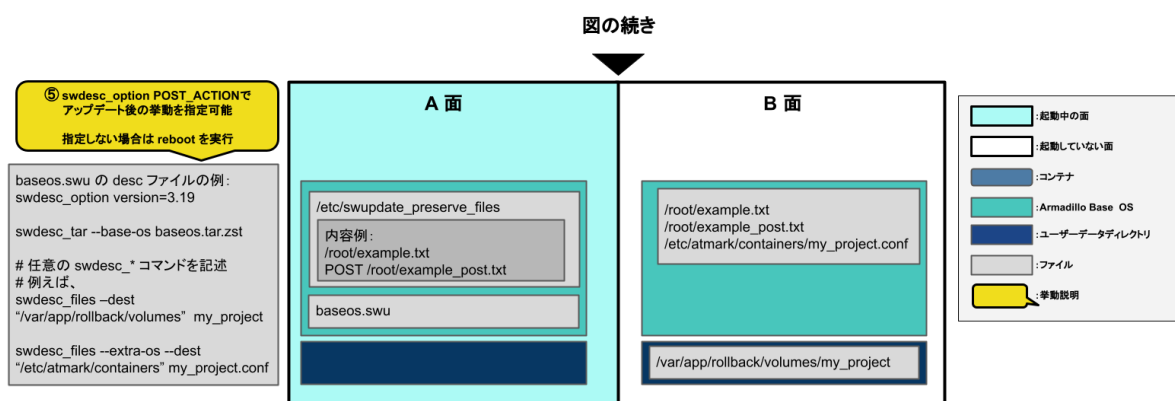 図の続き
⑤ swdesc_option POST_ACTIONで
アップデート後の挙動を指定可能
指定しない場合は reboot を実行
baseos.swu の desc ファイルの例：
swdesc_option version=3.19
swdesc_tar --base-os baseos.tar.zst
# 任意の swdesc_* コマンドを記述
# 例えば、
swdesc_files –dest
“/var/app/rollback/volumes” my_project
swdesc_files --extra-os --dest
“/etc/atmark/containers” my_project.conf
A 面
/etc/swupdate_preserve_files
内容例：
/root/example.txt
POST /root/example_post.txt
baseos.swu
B 面
/root/example.txt
/root/example_post.txt
/etc/atmark/containers/my_project.conf
/var/app/rollback/volumes/my_project
：起動中の面
：起動していない面
：コンテナ
：Armadillo Base OS
：ユーザーデータディレクトリ
：ファイル
：挙動説明